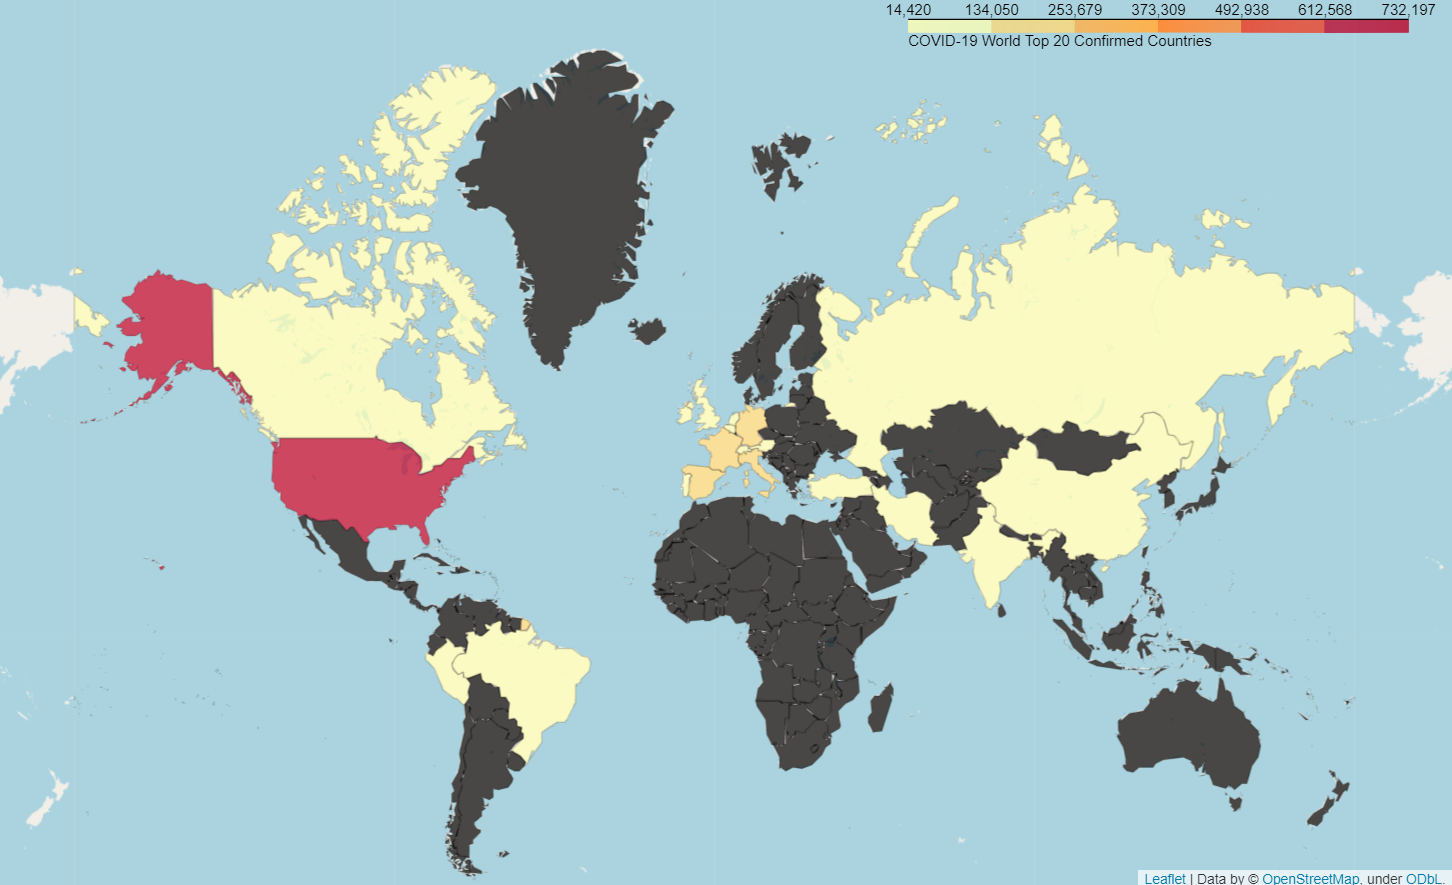 14,420 134,050 253,679 373,309 492,938 612,568 732,197
COVID-19 World Top 20 Confirmed Countries
Leaflet | Data by © OpenStreetMap, under ODbL.